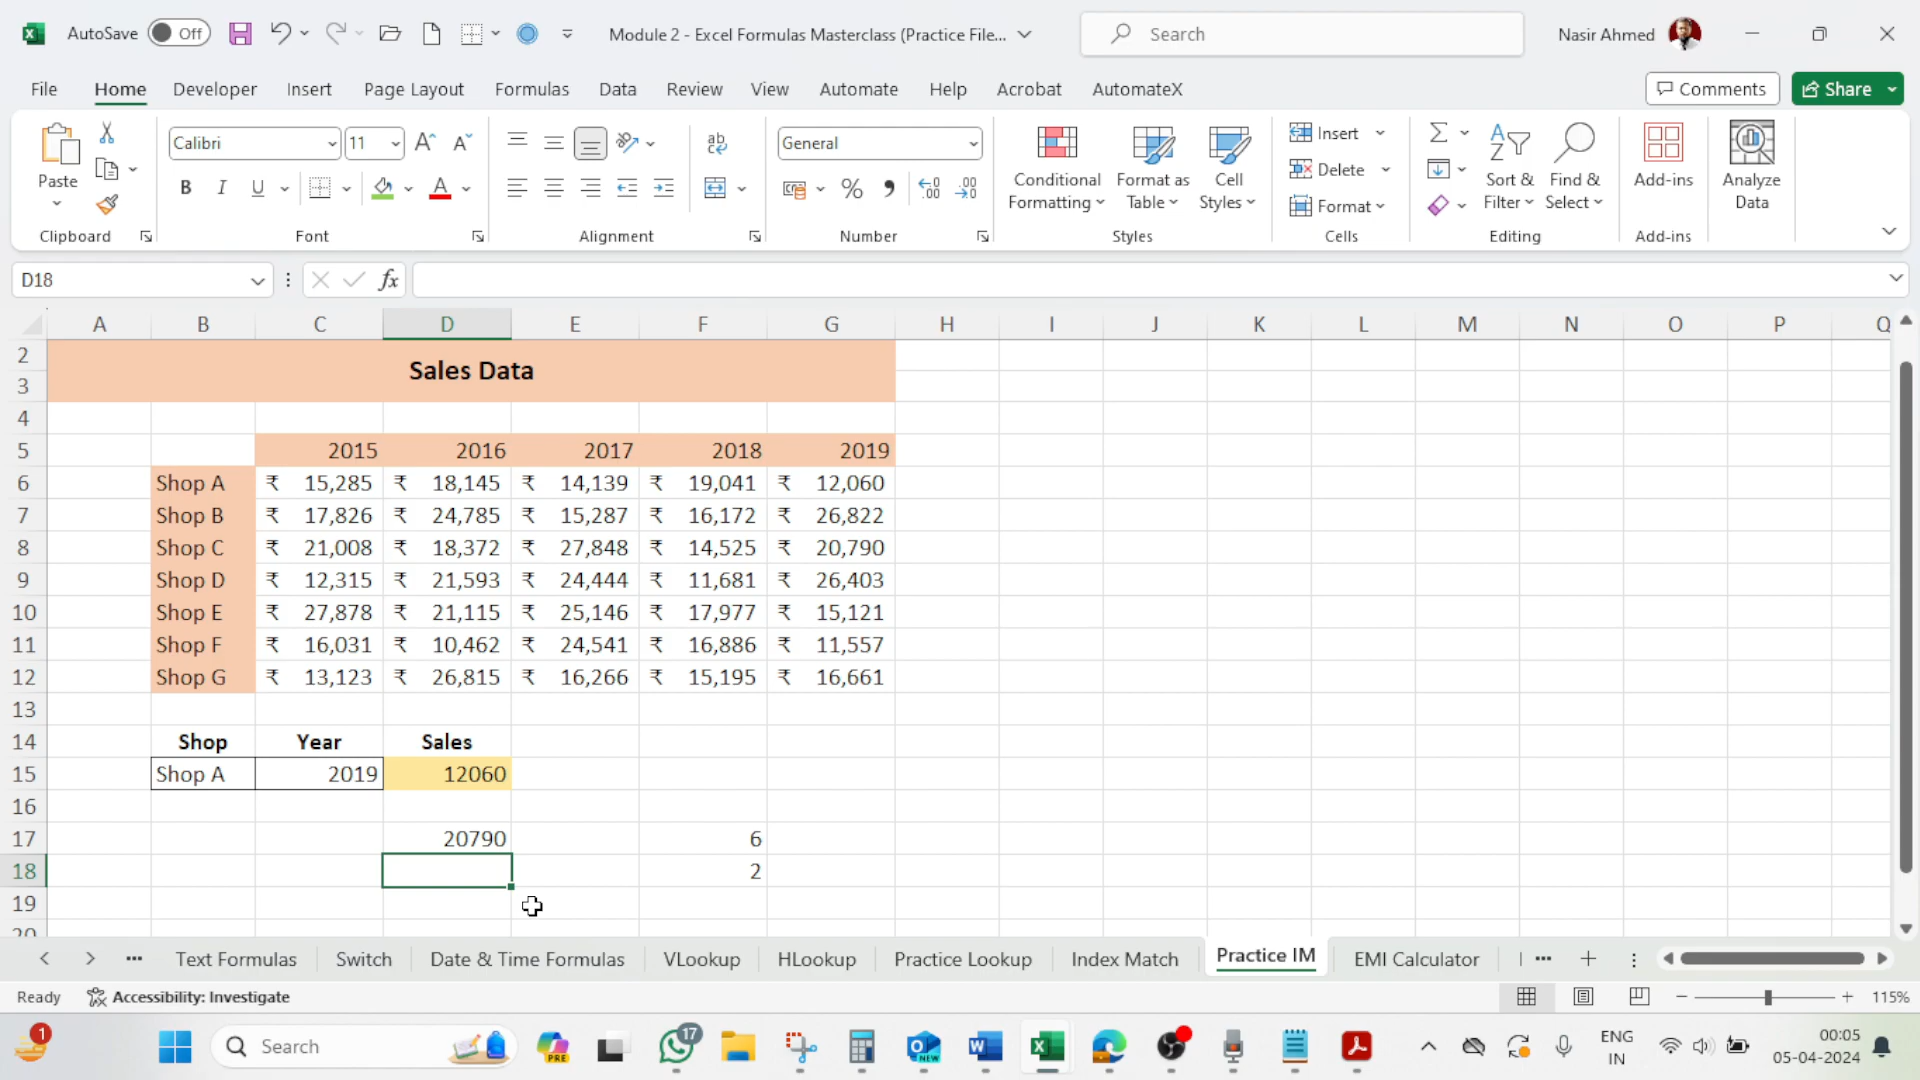 AutoSave Off Module 2 - Excel Formulas Masterclass (Practice File... Search Nasir Ahmed
File Home Developer Insert Page Layout Formulas Data Review View Automate Help Acrobat AutomateX Comments Share
Paste Calibri 11 General Conditional Formatting Format as Table Cell Styles Insert Delete Format Sort & Filter Find & Select Add-ins Analyze Data
Clipboard Font Alignment Number Styles Cells Editing Add-ins
D18 fx
A B C D E F G H I J K L M N O P Q
2 Sales Data
3
4
5 2015 2016 2017 2018 2019
6 Shop A ₹ 15,285 ₹ 18,145 ₹ 14,139 ₹ 19,041 ₹ 12,060
7 Shop B ₹ 17,826 ₹ 24,785 ₹ 15,287 ₹ 16,172 ₹ 26,822
8 Shop C ₹ 21,008 ₹ 18,372 ₹ 27,848 ₹ 14,525 ₹ 20,790
9 Shop D ₹ 12,315 ₹ 21,593 ₹ 24,444 ₹ 11,681 ₹ 26,403
10 Shop E ₹ 27,878 ₹ 21,115 ₹ 25,146 ₹ 17,977 ₹ 15,121
11 Shop F ₹ 16,031 ₹ 10,462 ₹ 24,541 ₹ 16,886 ₹ 11,557
12 Shop G ₹ 13,123 ₹ 26,815 ₹ 16,266 ₹ 15,195 ₹ 16,661
13
14 Shop Year Sales
15 Shop A 2019 12060
16
17 20790 6
18 2
19
20
... Text Formulas Switch Date & Time Formulas VLookup HLookup Practice Lookup Index Match Practice IM EMI Calculator ...
Ready Accessibility: Investigate 115%
1 Search PRE 17 NEW ENG IN 00:05 05-04-2024